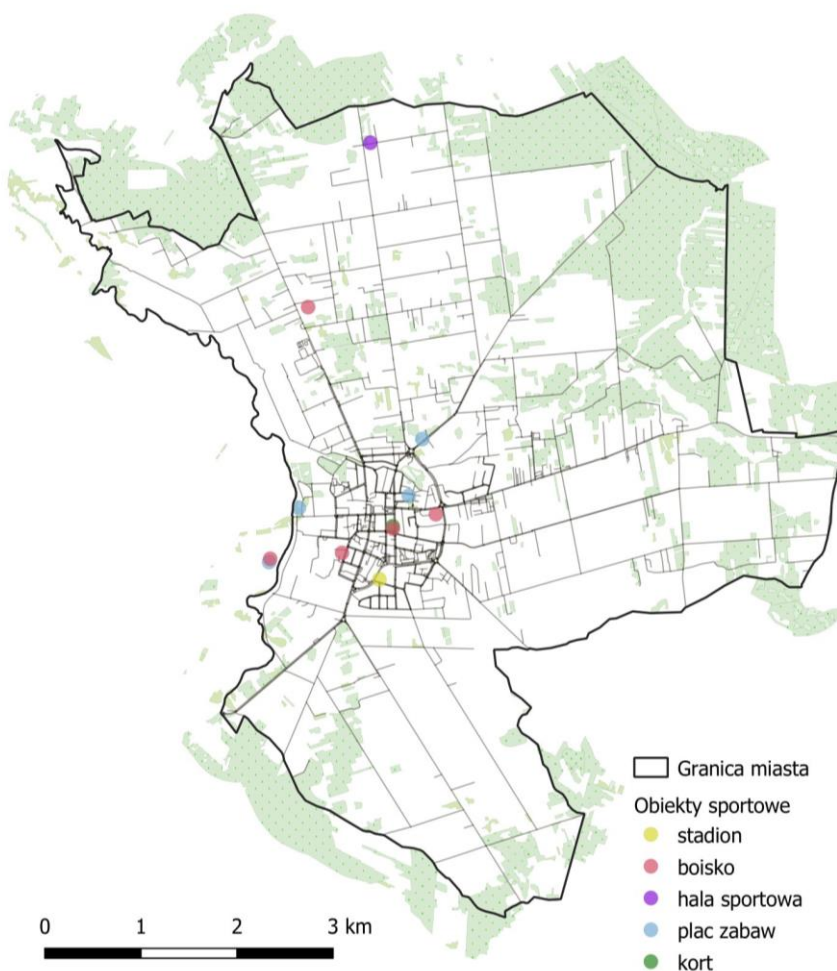 Granica miasta
Obiekty sportowe
stadion
boisko
hala sportowa
plac zabaw
kort
0 1 2 3 km